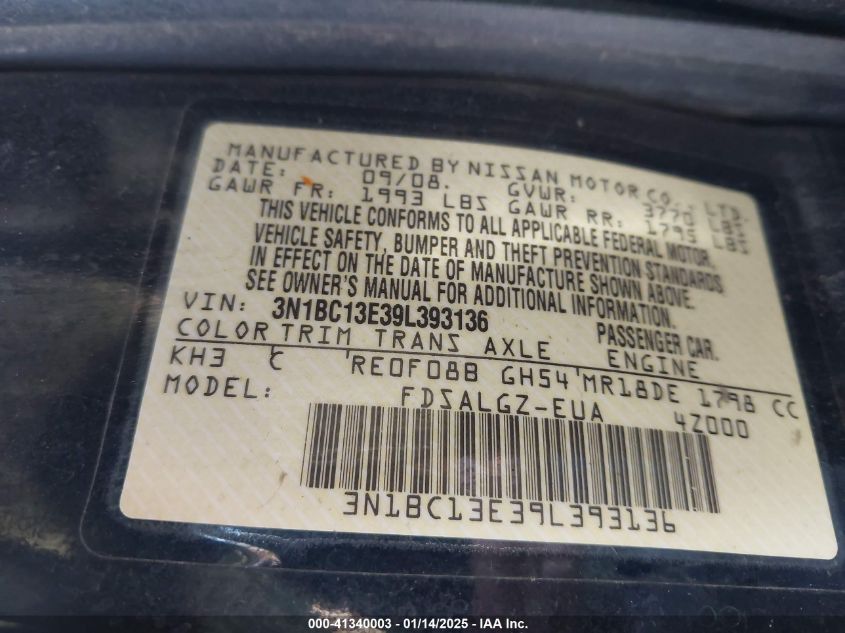 MANUFACTURED BY NISSAN MOTOR CO., LTD.
DATE: 09/08. GVWR: 3770 LBS
GAWR FR: 1993 LBS GAWR RR: 1795 LBS
THIS VEHICLE CONFORMS TO ALL APPLICABLE FEDERAL MOTOR
VEHICLE SAFETY, BUMPER AND THEFT PREVENTION STANDARDS
IN EFFECT ON THE DATE OF MANUFACTURE SHOWN ABOVE.
SEE OWNER'S MANUAL FOR ADDITIONAL INFORMATION.
VIN: 3N1BC13E39L393136 PASSENGER CAR.
COLOR TRIM TRANS AXLE ENGINE
KH3 C RE0F08B GH54 MR18DE 1798 CC
MODEL: FDSALGZ-EUA 4Z000
3N1BC13E39L393136
000-41340003 — 01/14/2025 — IAA Inc.